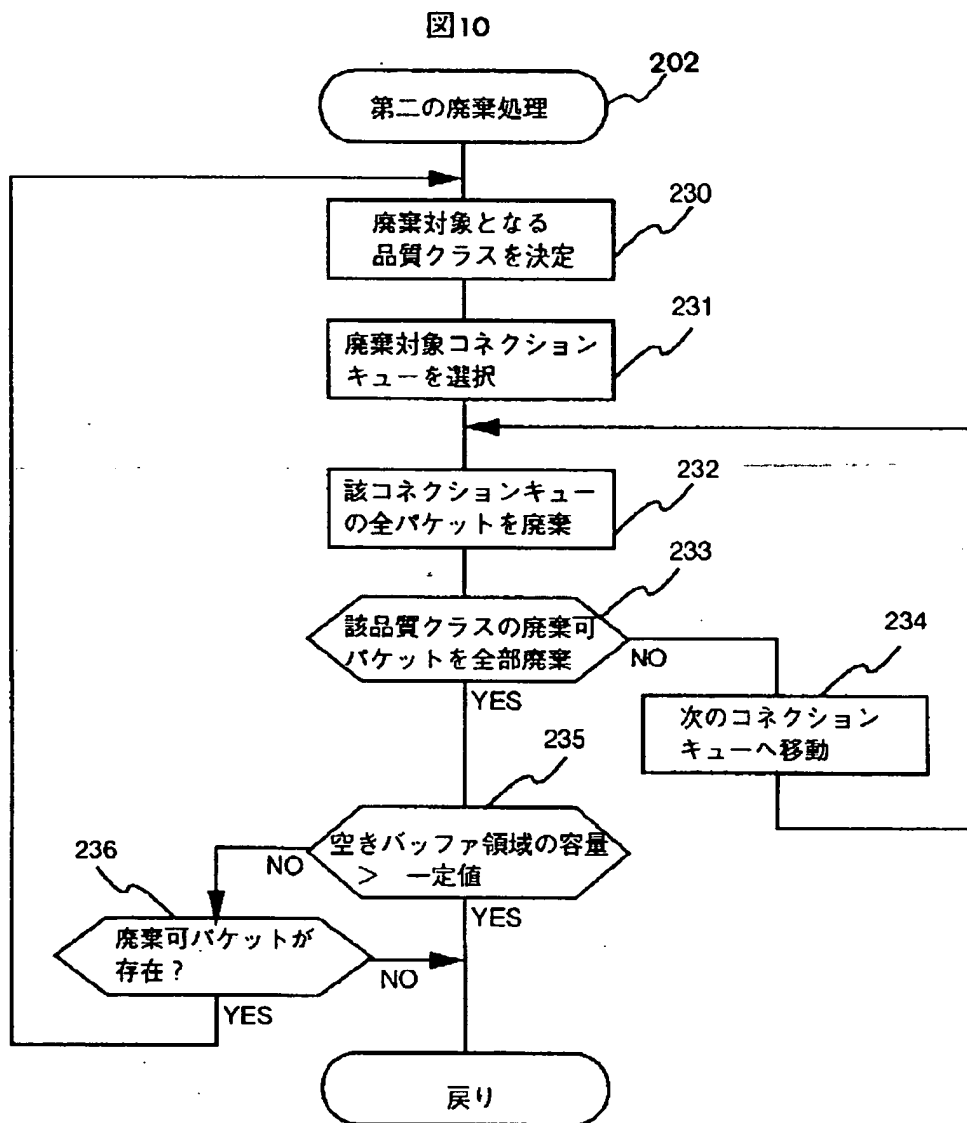 図10
202
第二の廃棄処理
230
廃棄対象となる
品質クラスを決定
231
廃棄対象コネクション
キューを選択
232
該コネクションキュー
の全パケットを廃棄
233
該品質クラスの廃棄可
パケットを全部廃棄
NO
YES
234
次のコネクション
キューへ移動
235
空きバッファ領域の容量
> 一定値
NO
YES
236
廃棄可パケットが
存在?
NO
YES
戻り